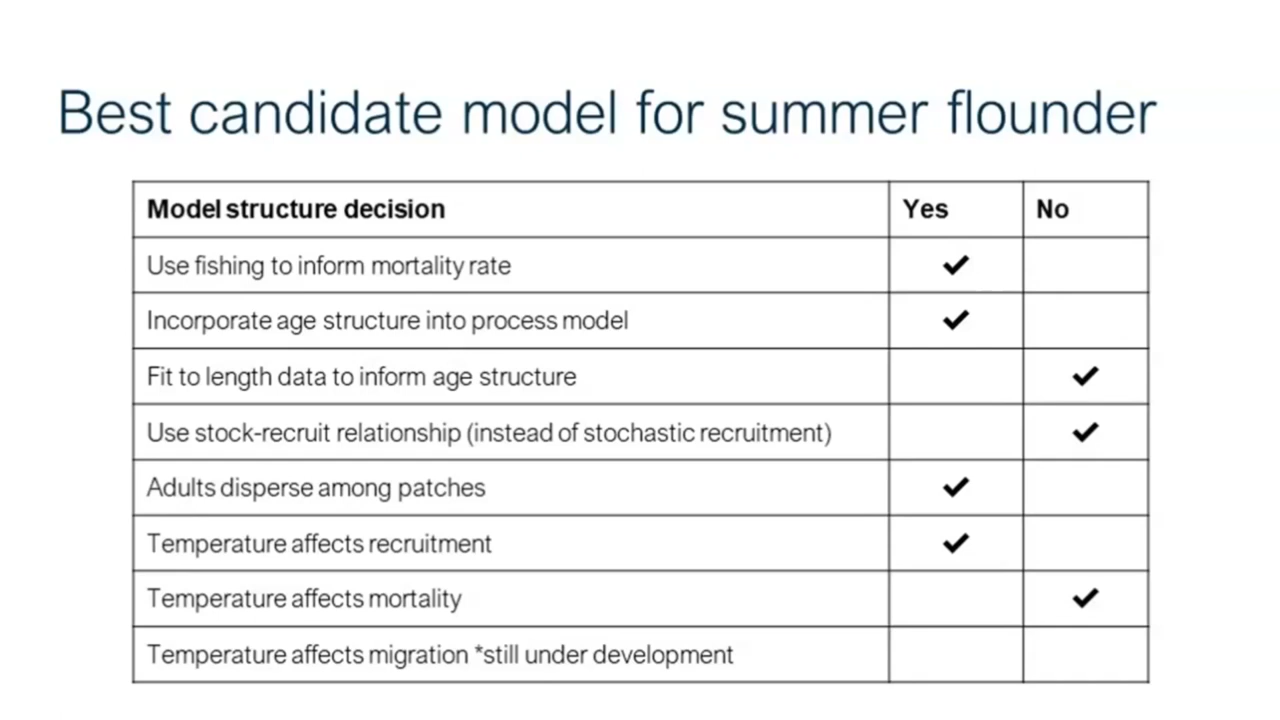 Best candidate model for summer flounder
Model structure decision Yes No
Use fishing to inform mortality rate ✔
Incorporate age structure into process model ✔
Fit to length data to inform age structure ✔
Use stock-recruit relationship (instead of stochastic recruitment) ✔
Adults disperse among patches ✔
Temperature affects recruitment ✔
Temperature affects mortality ✔
Temperature affects migration *still under development